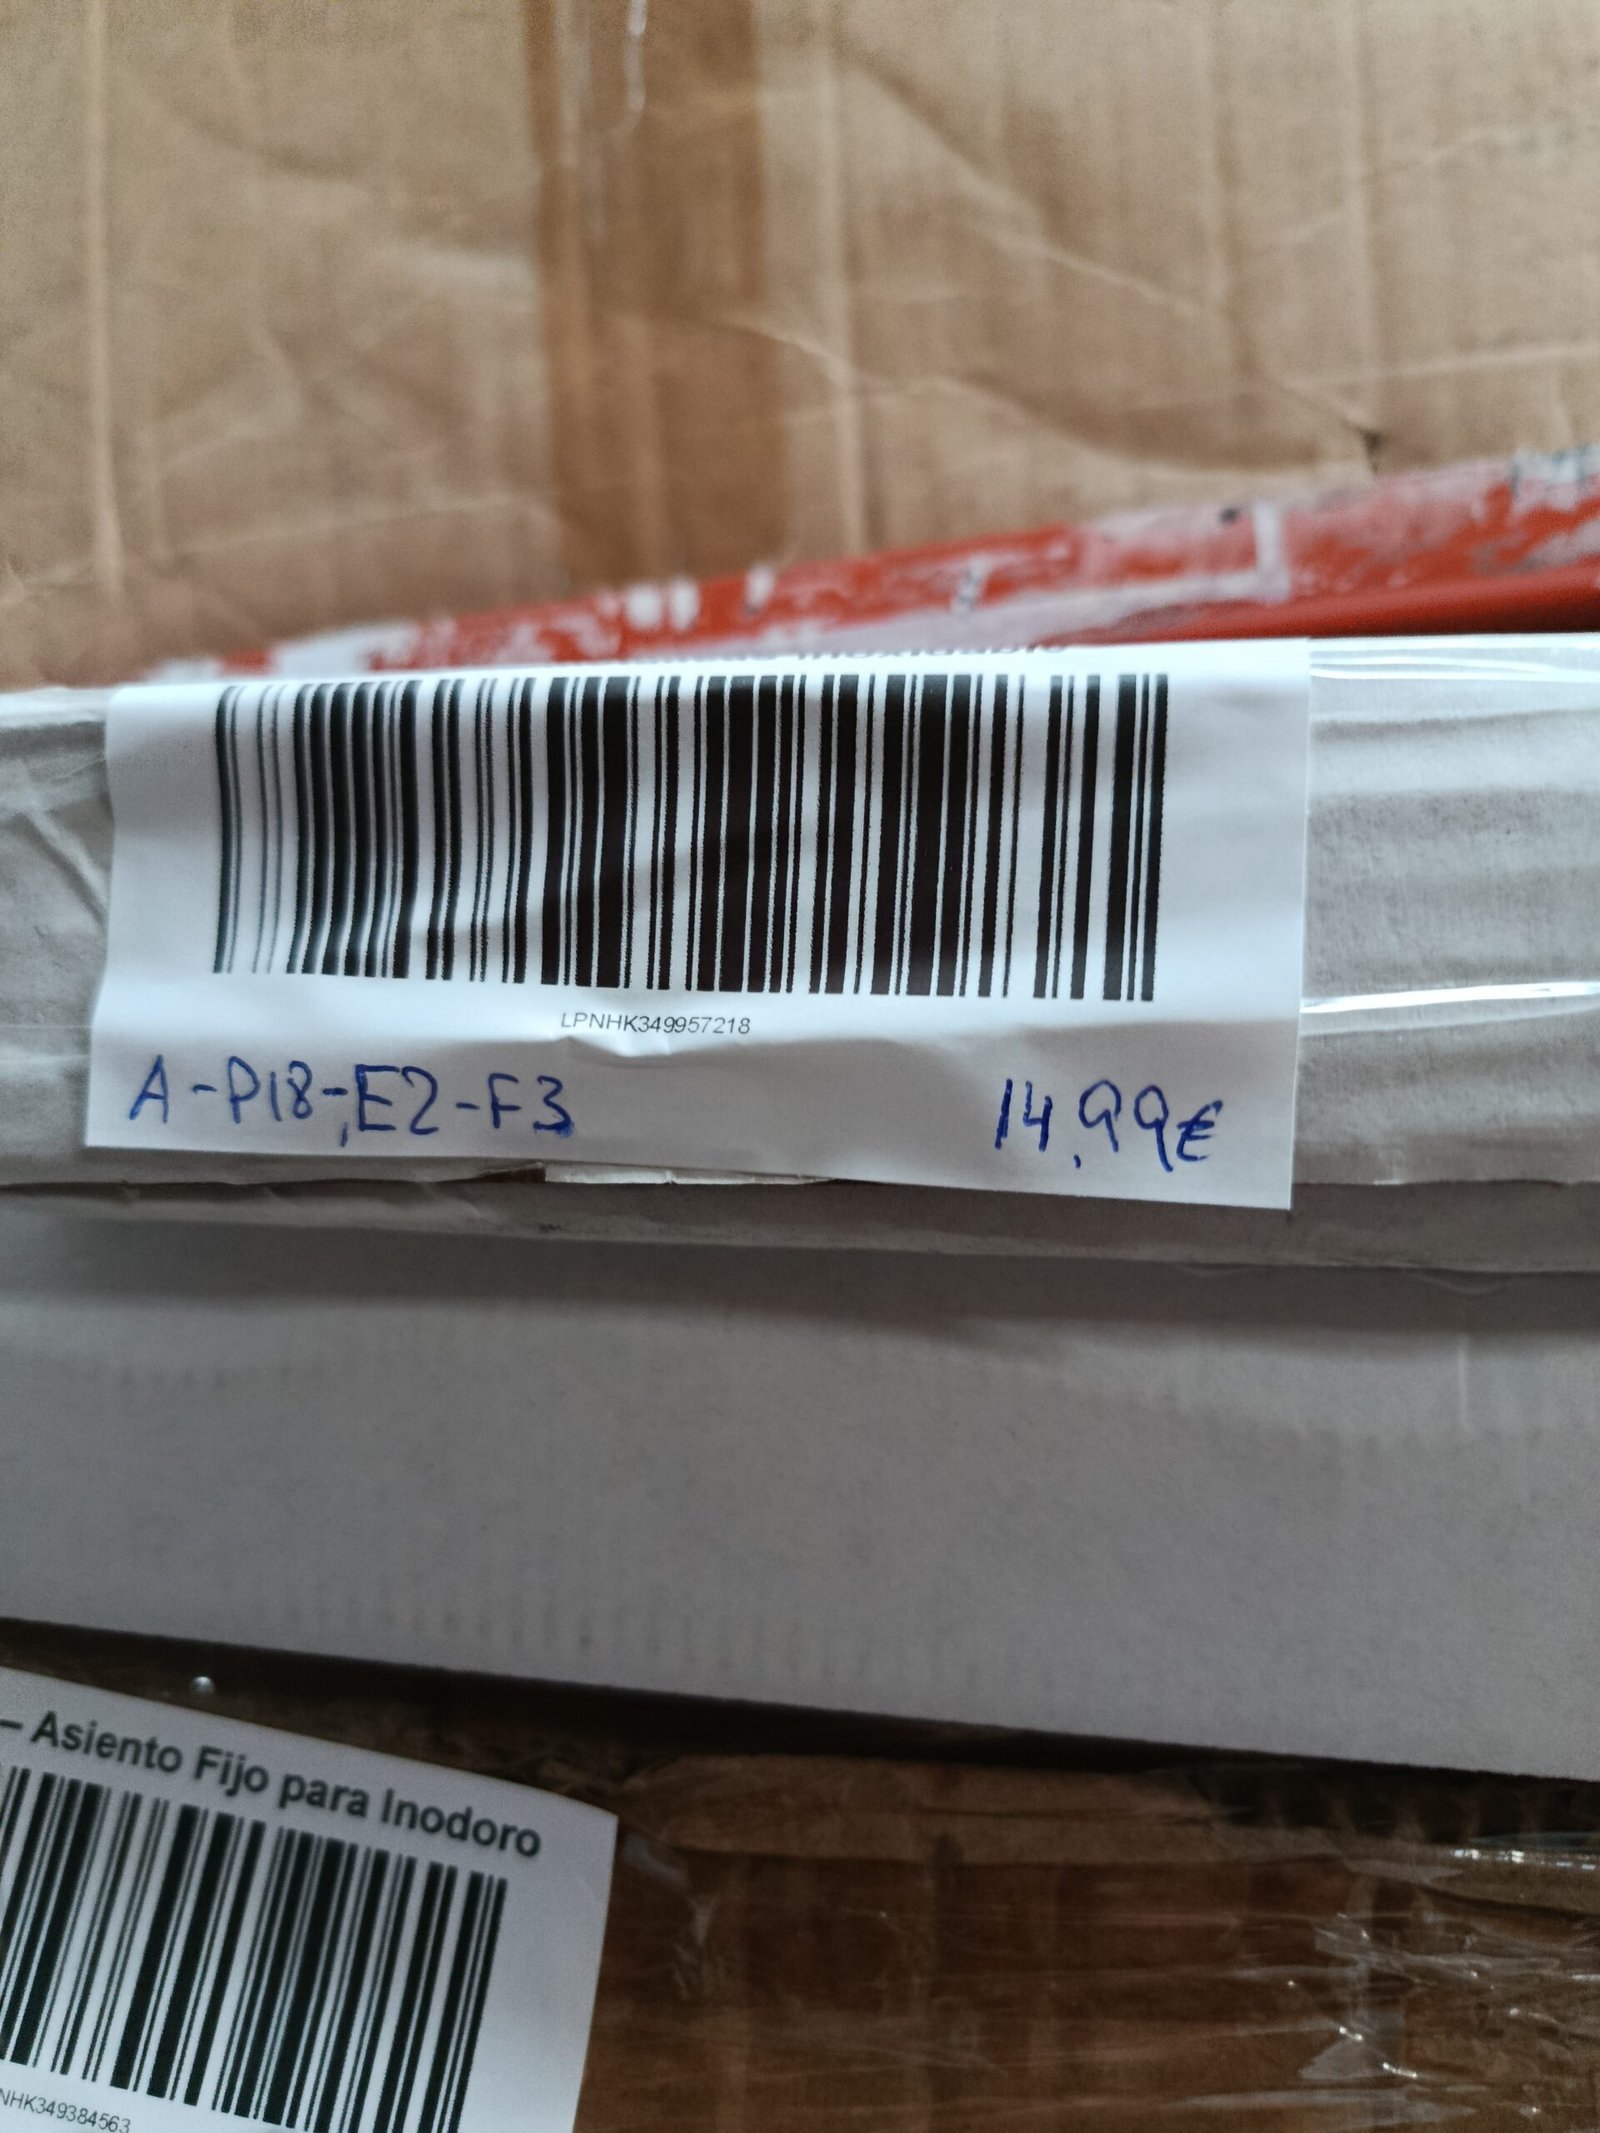 LPNHK349957218
A-P18-E2-F3
14,99€
– Asiento Fijo para Inodoro
NHK349384563